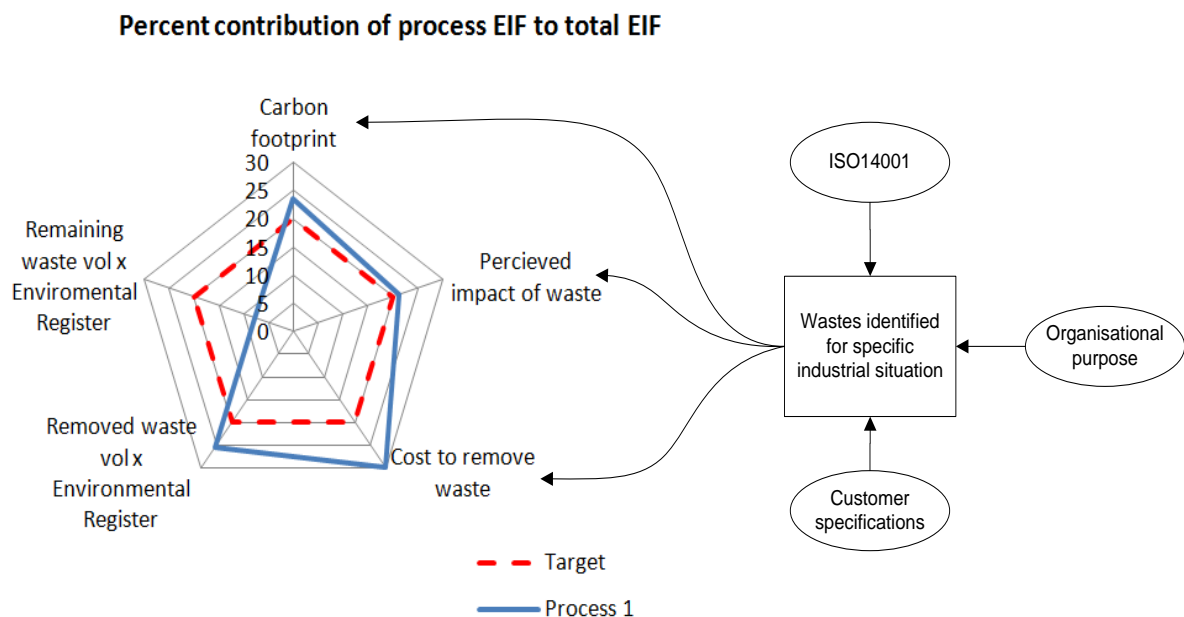 Percent contribution of process EIF to total EIF
Carbon
footprint
30
25
20
15
10
5
0
Percieved
impact of waste
Cost to remove
waste
Removed waste
vol x
Environmental
Register
Remaining
waste vol x
Enviromental
Register
Target
Process 1
ISO14001
Wastes identified
for specific
industrial situation
Organisational
purpose
Customer
specifications